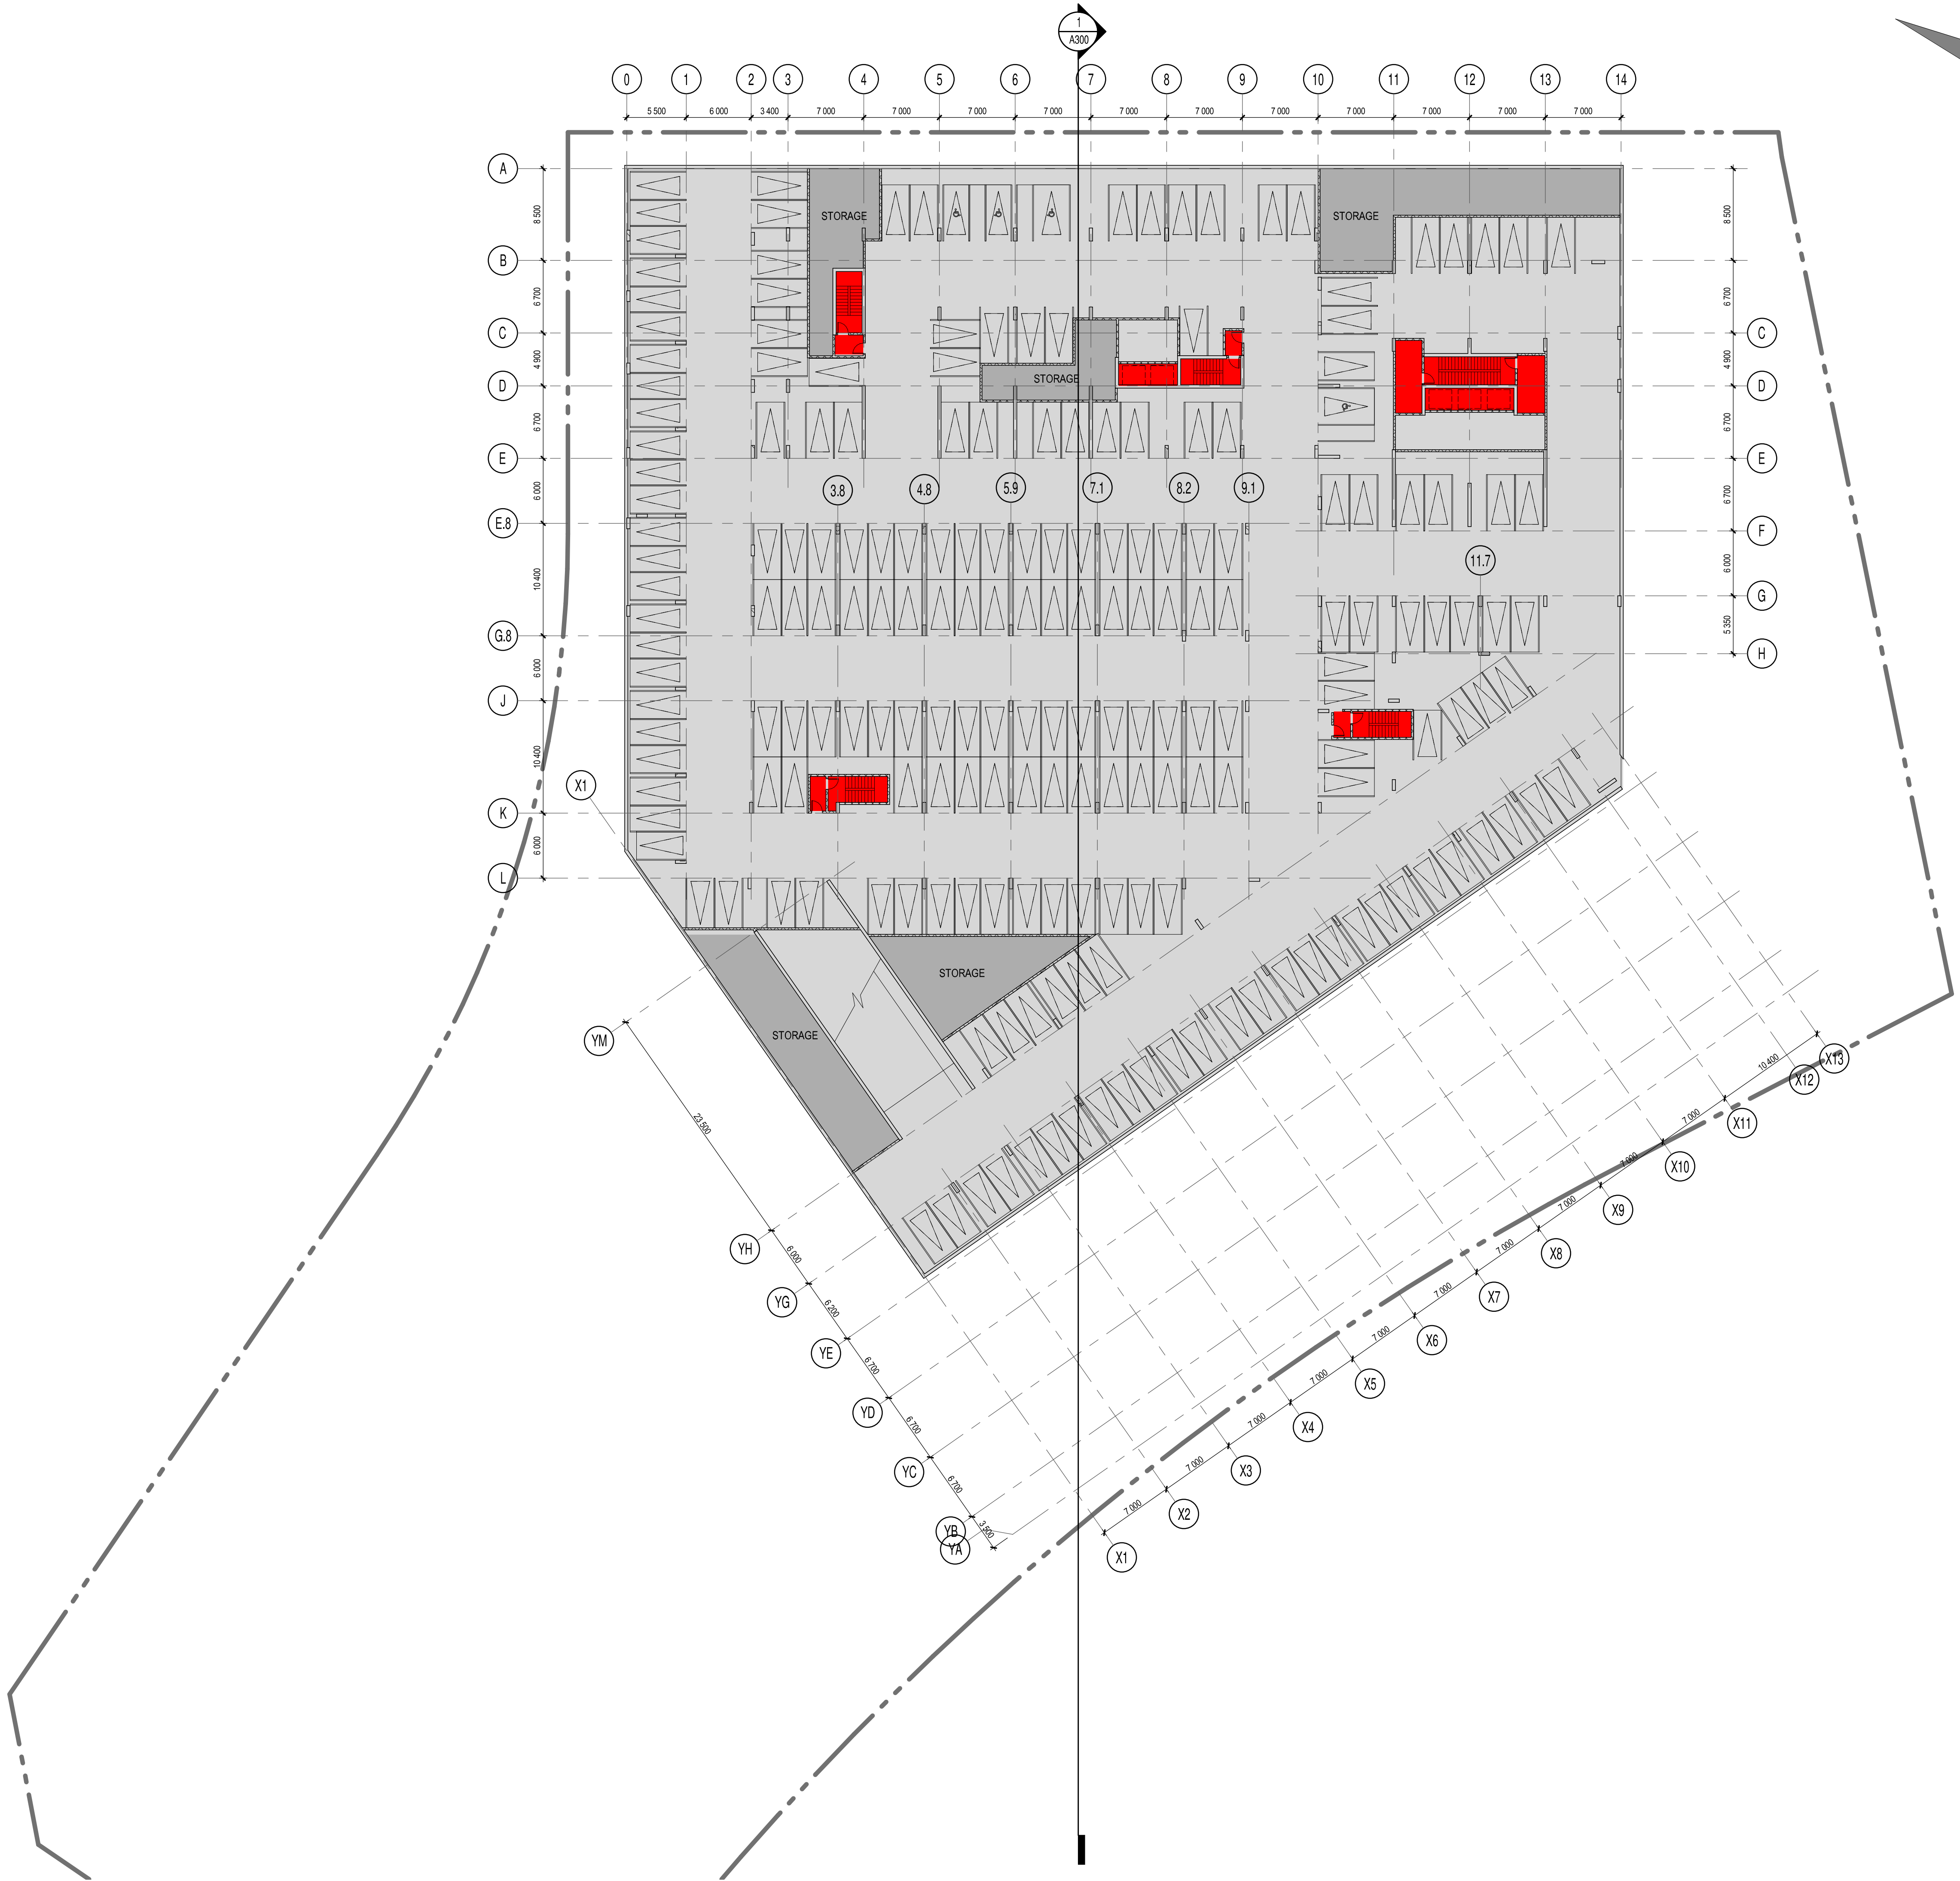 1
A300
0 1 2 3 4 5 6 7 8 9 10 11 12 13 14
5 500 6 000 3 400 7 000 7 000 7 000 7 000 7 000 7 000 7 000 7 000 7 000 7 000 7 000
A
8 500
8 500
STORAGE
STORAGE
B
6 700
6 700
C
C
4 900
4 900
STORAGE
D
D
6 700
6 700
E
E
3.8 4.8 5.9 7.1 8.2 9.1
6 000
6 700
E.8
F
11.7
10 400
6 000
G
G.8
5 350
H
6 000
J
X1
10 400
K
6 000
L
STORAGE
STORAGE
YM
23 500
YH
6 000
YG
6 200
YE
6 700
YD
6 700
YC
6 700
YB
YA
3 500
X1
7 000
X2
7 000
X3
7 000
X4
7 000
X5
7 000
X6
7 000
X7
7 000
X8
7 000
X9
7 000
X10
7 000
X11
10 400
X12
X13